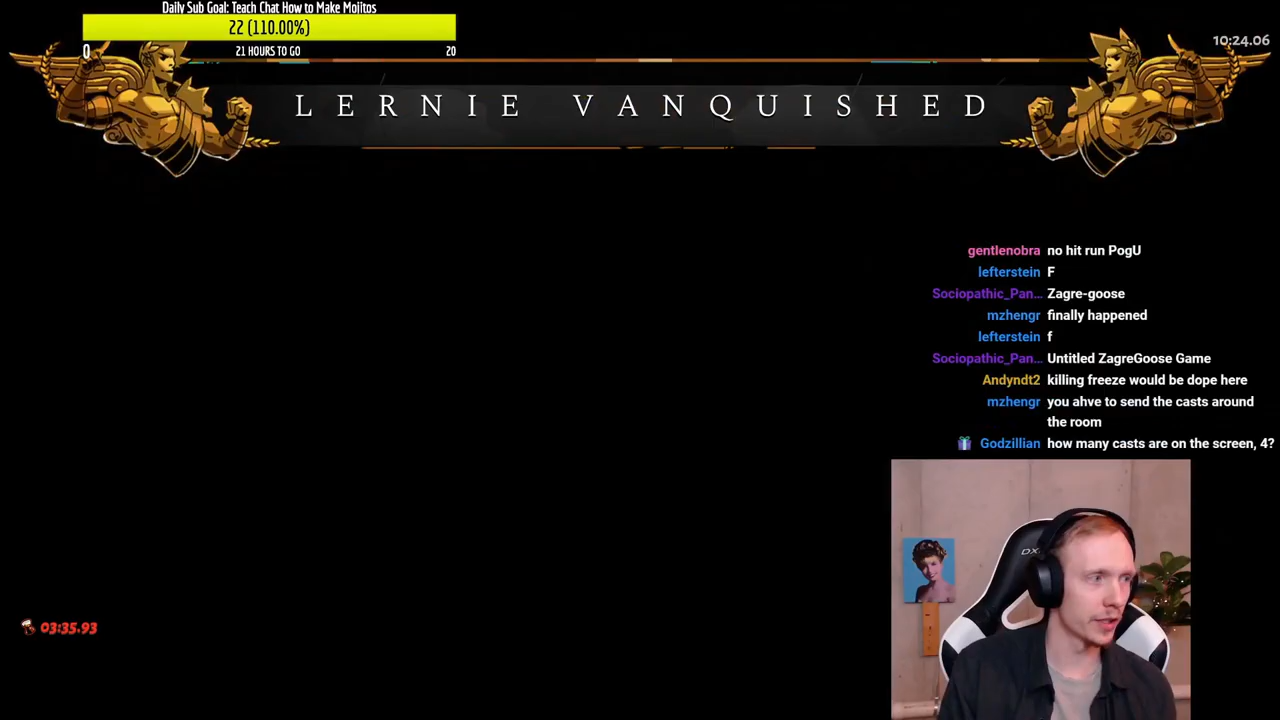 Daily Sub Goal: Teach Chat How to Make Mojitos
22 (110.00%)
0
21 HOURS TO GO
20
10:24.06
LERNIE VANQUISHED
gentlenobra no hit run PogU
lefterstein F
Sociopathic_Pan... Zagre-goose
mzhengr finally happened
lefterstein f
Sociopathic_Pan... Untitled ZagreGoose Game
Andyndt2 killing freeze would be dope here
mzhengr you ahve to send the casts around
the room
Godzillian how many casts are on the screen, 4?
DX
03:35.93